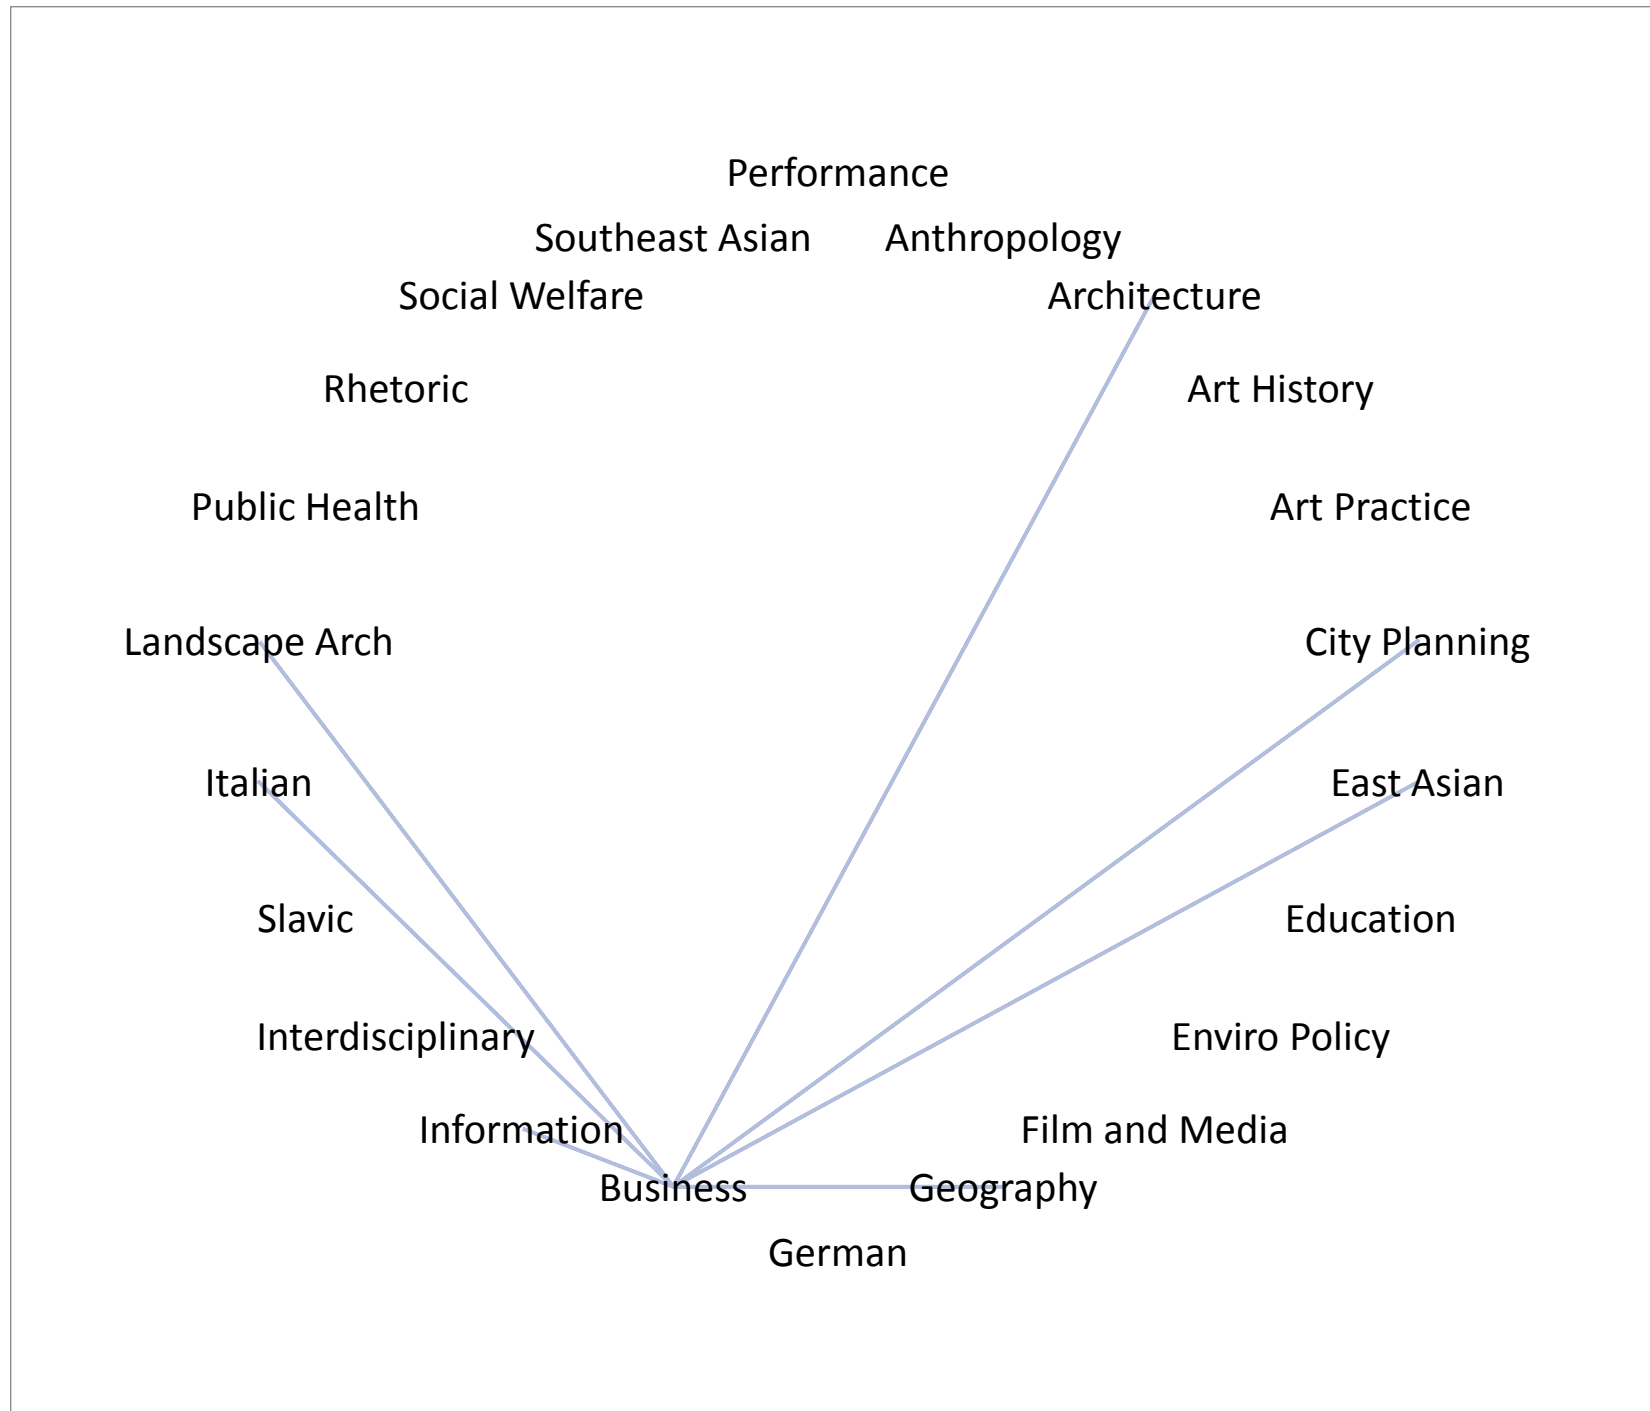 Performance
Southeast Asian
Anthropology
Social Welfare
Architecture
Rhetoric
Art History
Public Health
Art Practice
Landscape Arch
City Planning
Italian
East Asian
Slavic
Education
Interdisciplinary
Enviro Policy
Information
Film and Media
Business
Geography
German